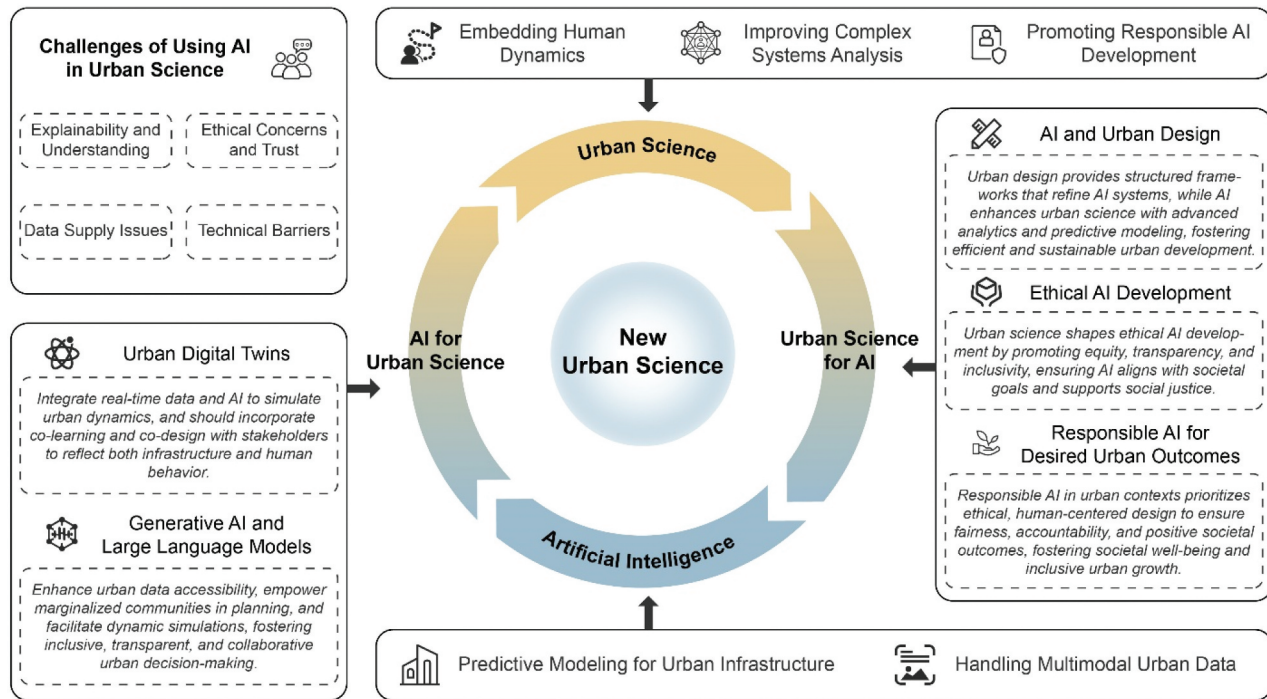 Challenges of Using AI
in Urban Science
Explainability and
Understanding
Ethical Concerns
and Trust
Data Supply Issues
Technical Barriers
Embedding Human
Dynamics
Improving Complex
Systems Analysis
Promoting Responsible AI
Development
Urban Science
AI for
Urban Science
New
Urban Science
Urban Science
for AI
Artificial Intelligence
Urban Digital Twins
Integrate real-time data and AI to simulate
urban dynamics, and should incorporate
co-learning and co-design with stakeholders
to reflect both infrastructure and human
behavior.
Generative AI and
Large Language Models
Enhance urban data accessibility, empower
marginalized communities in planning, and
facilitate dynamic simulations, fostering
inclusive, transparent, and collaborative
urban decision-making.
AI and Urban Design
Urban design provides structured frame-
works that refine AI systems, while AI
enhances urban science with advanced
analytics and predictive modeling, fostering
efficient and sustainable urban development.
Ethical AI Development
Urban science shapes ethical AI develop-
ment by promoting equity, transparency, and
inclusivity, ensuring AI aligns with societal
goals and supports social justice.
Responsible AI for
Desired Urban Outcomes
Responsible AI in urban contexts prioritizes
ethical, human-centered design to ensure
fairness, accountability, and positive societal
outcomes, fostering societal well-being and
inclusive urban growth.
Predictive Modeling for Urban Infrastructure
Handling Multimodal Urban Data